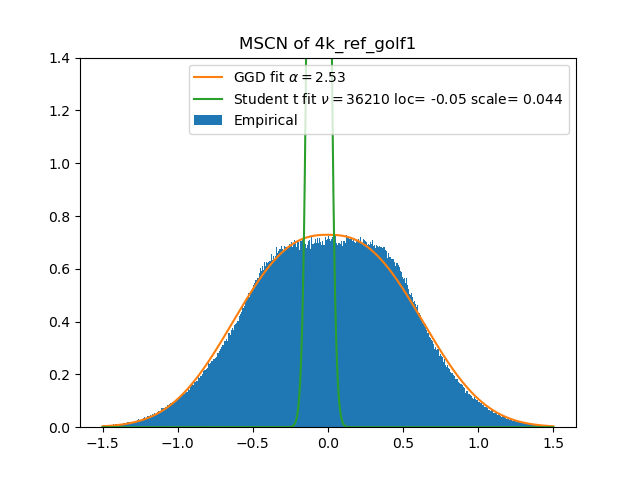 MSCN of 4k_ref_golf1
GGD fit α = 2.53
Student t fit ν = 36210 loc= -0.05 scale= 0.044
Empirical
1.4
1.2
1.0
0.8
0.6
0.4
0.2
0.0
−1.5 −1.0 −0.5 0.0 0.5 1.0 1.5